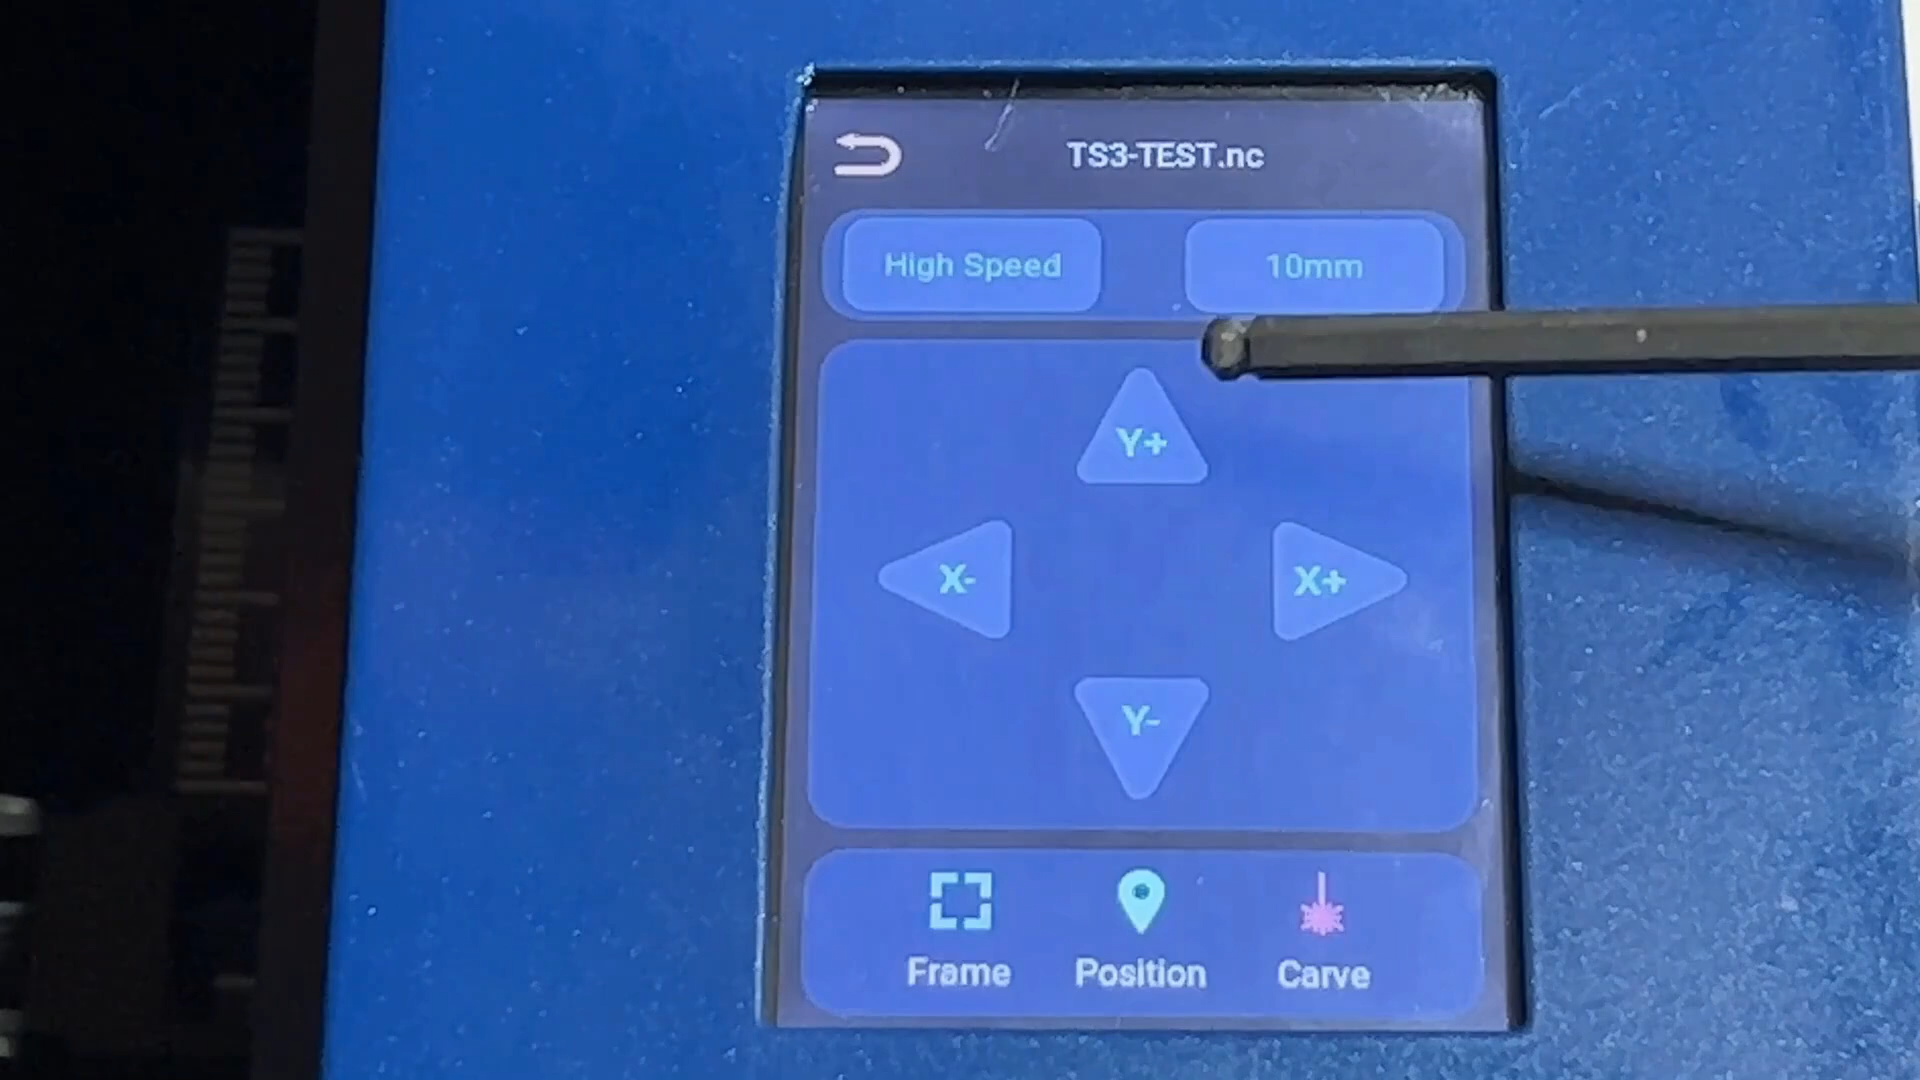 TS3-TEST.nc
High Speed
10mm
Y+
X-
X+
Y-
Frame
Position
Carve